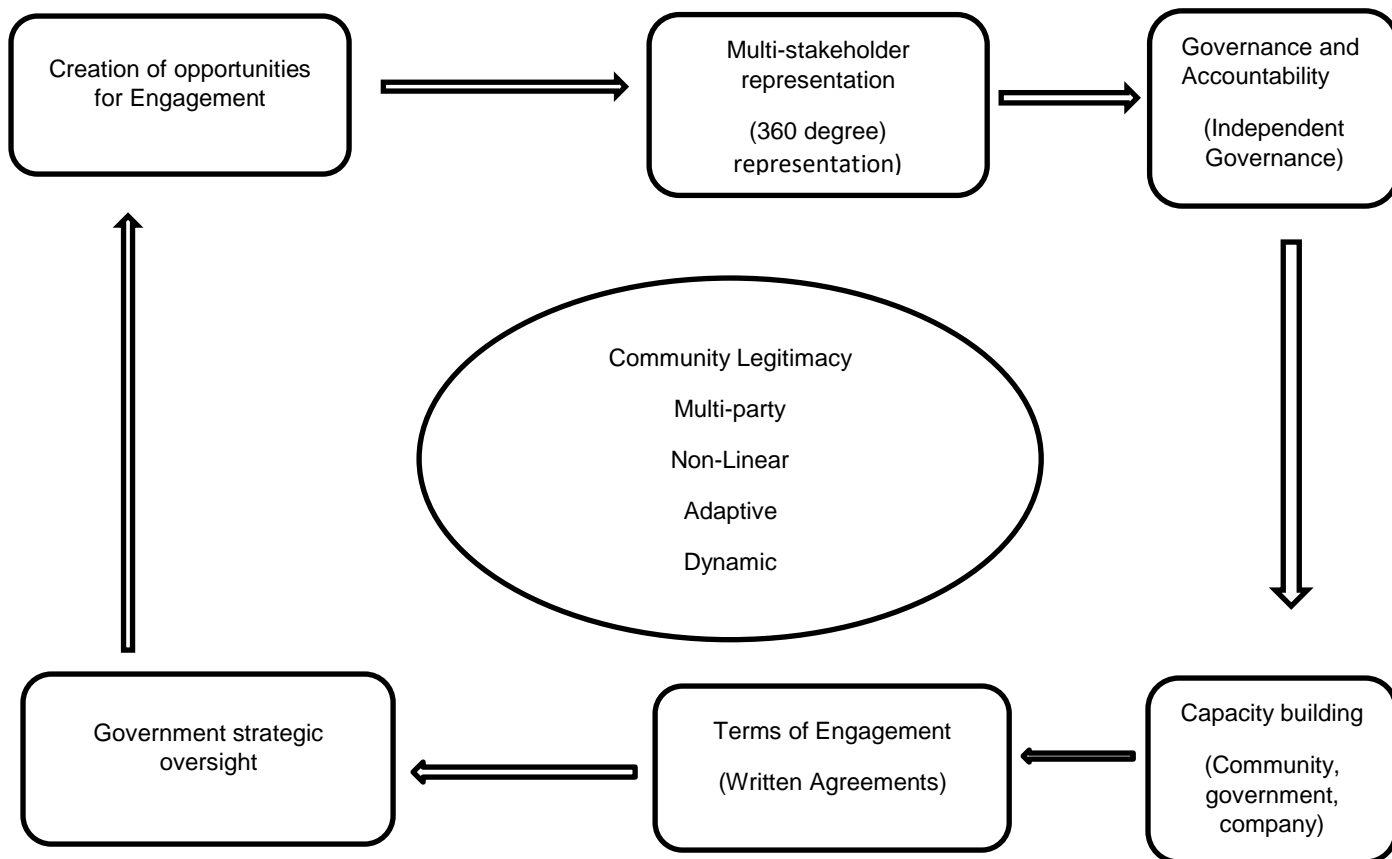 Creation of opportunities
for Engagement
Multi-stakeholder
representation
(360 degree)
representation)
Governance and
Accountability
(Independent
Governance)
Community Legitimacy
Multi-party
Non-Linear
Adaptive
Dynamic
Government strategic
oversight
Terms of Engagement
(Written Agreements)
Capacity building
(Community,
government,
company)